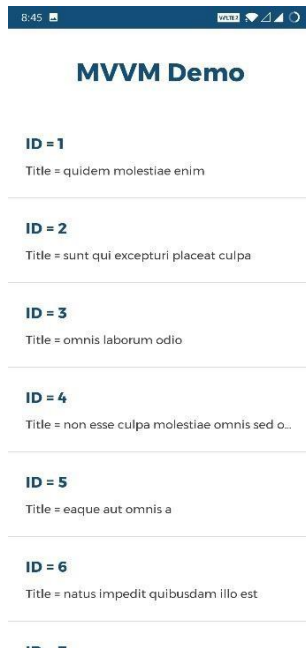 8:45
MVVM Demo
ID = 1
Title = quidem molestiae enim
ID = 2
Title = sunt qui excepturi placeat culpa
ID = 3
Title = omnis laborum odio
ID = 4
Title = non esse culpa molestiae omnis sed o...
ID = 5
Title = eaque aut omnis a
ID = 6
Title = natus impedit quibusdam illo est